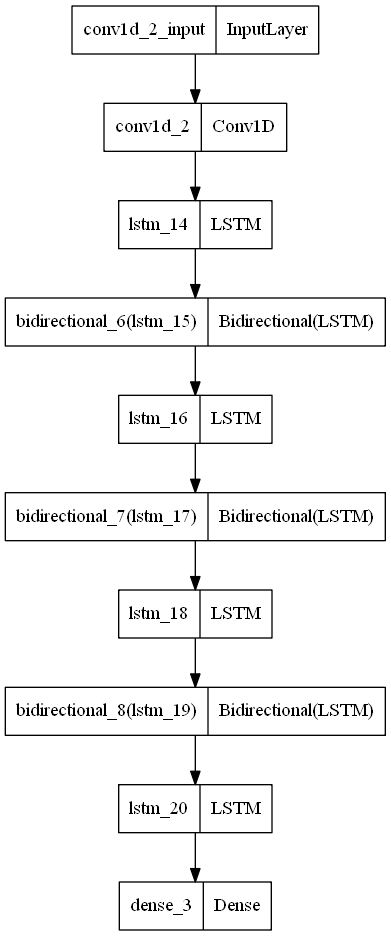 conv1d_2_input InputLayer
conv1d_2 Conv1D
lstm_14 LSTM
bidirectional_6(lstm_15) Bidirectional(LSTM)
lstm_16 LSTM
bidirectional_7(lstm_17) Bidirectional(LSTM)
lstm_18 LSTM
bidirectional_8(lstm_19) Bidirectional(LSTM)
lstm_20 LSTM
dense_3 Dense